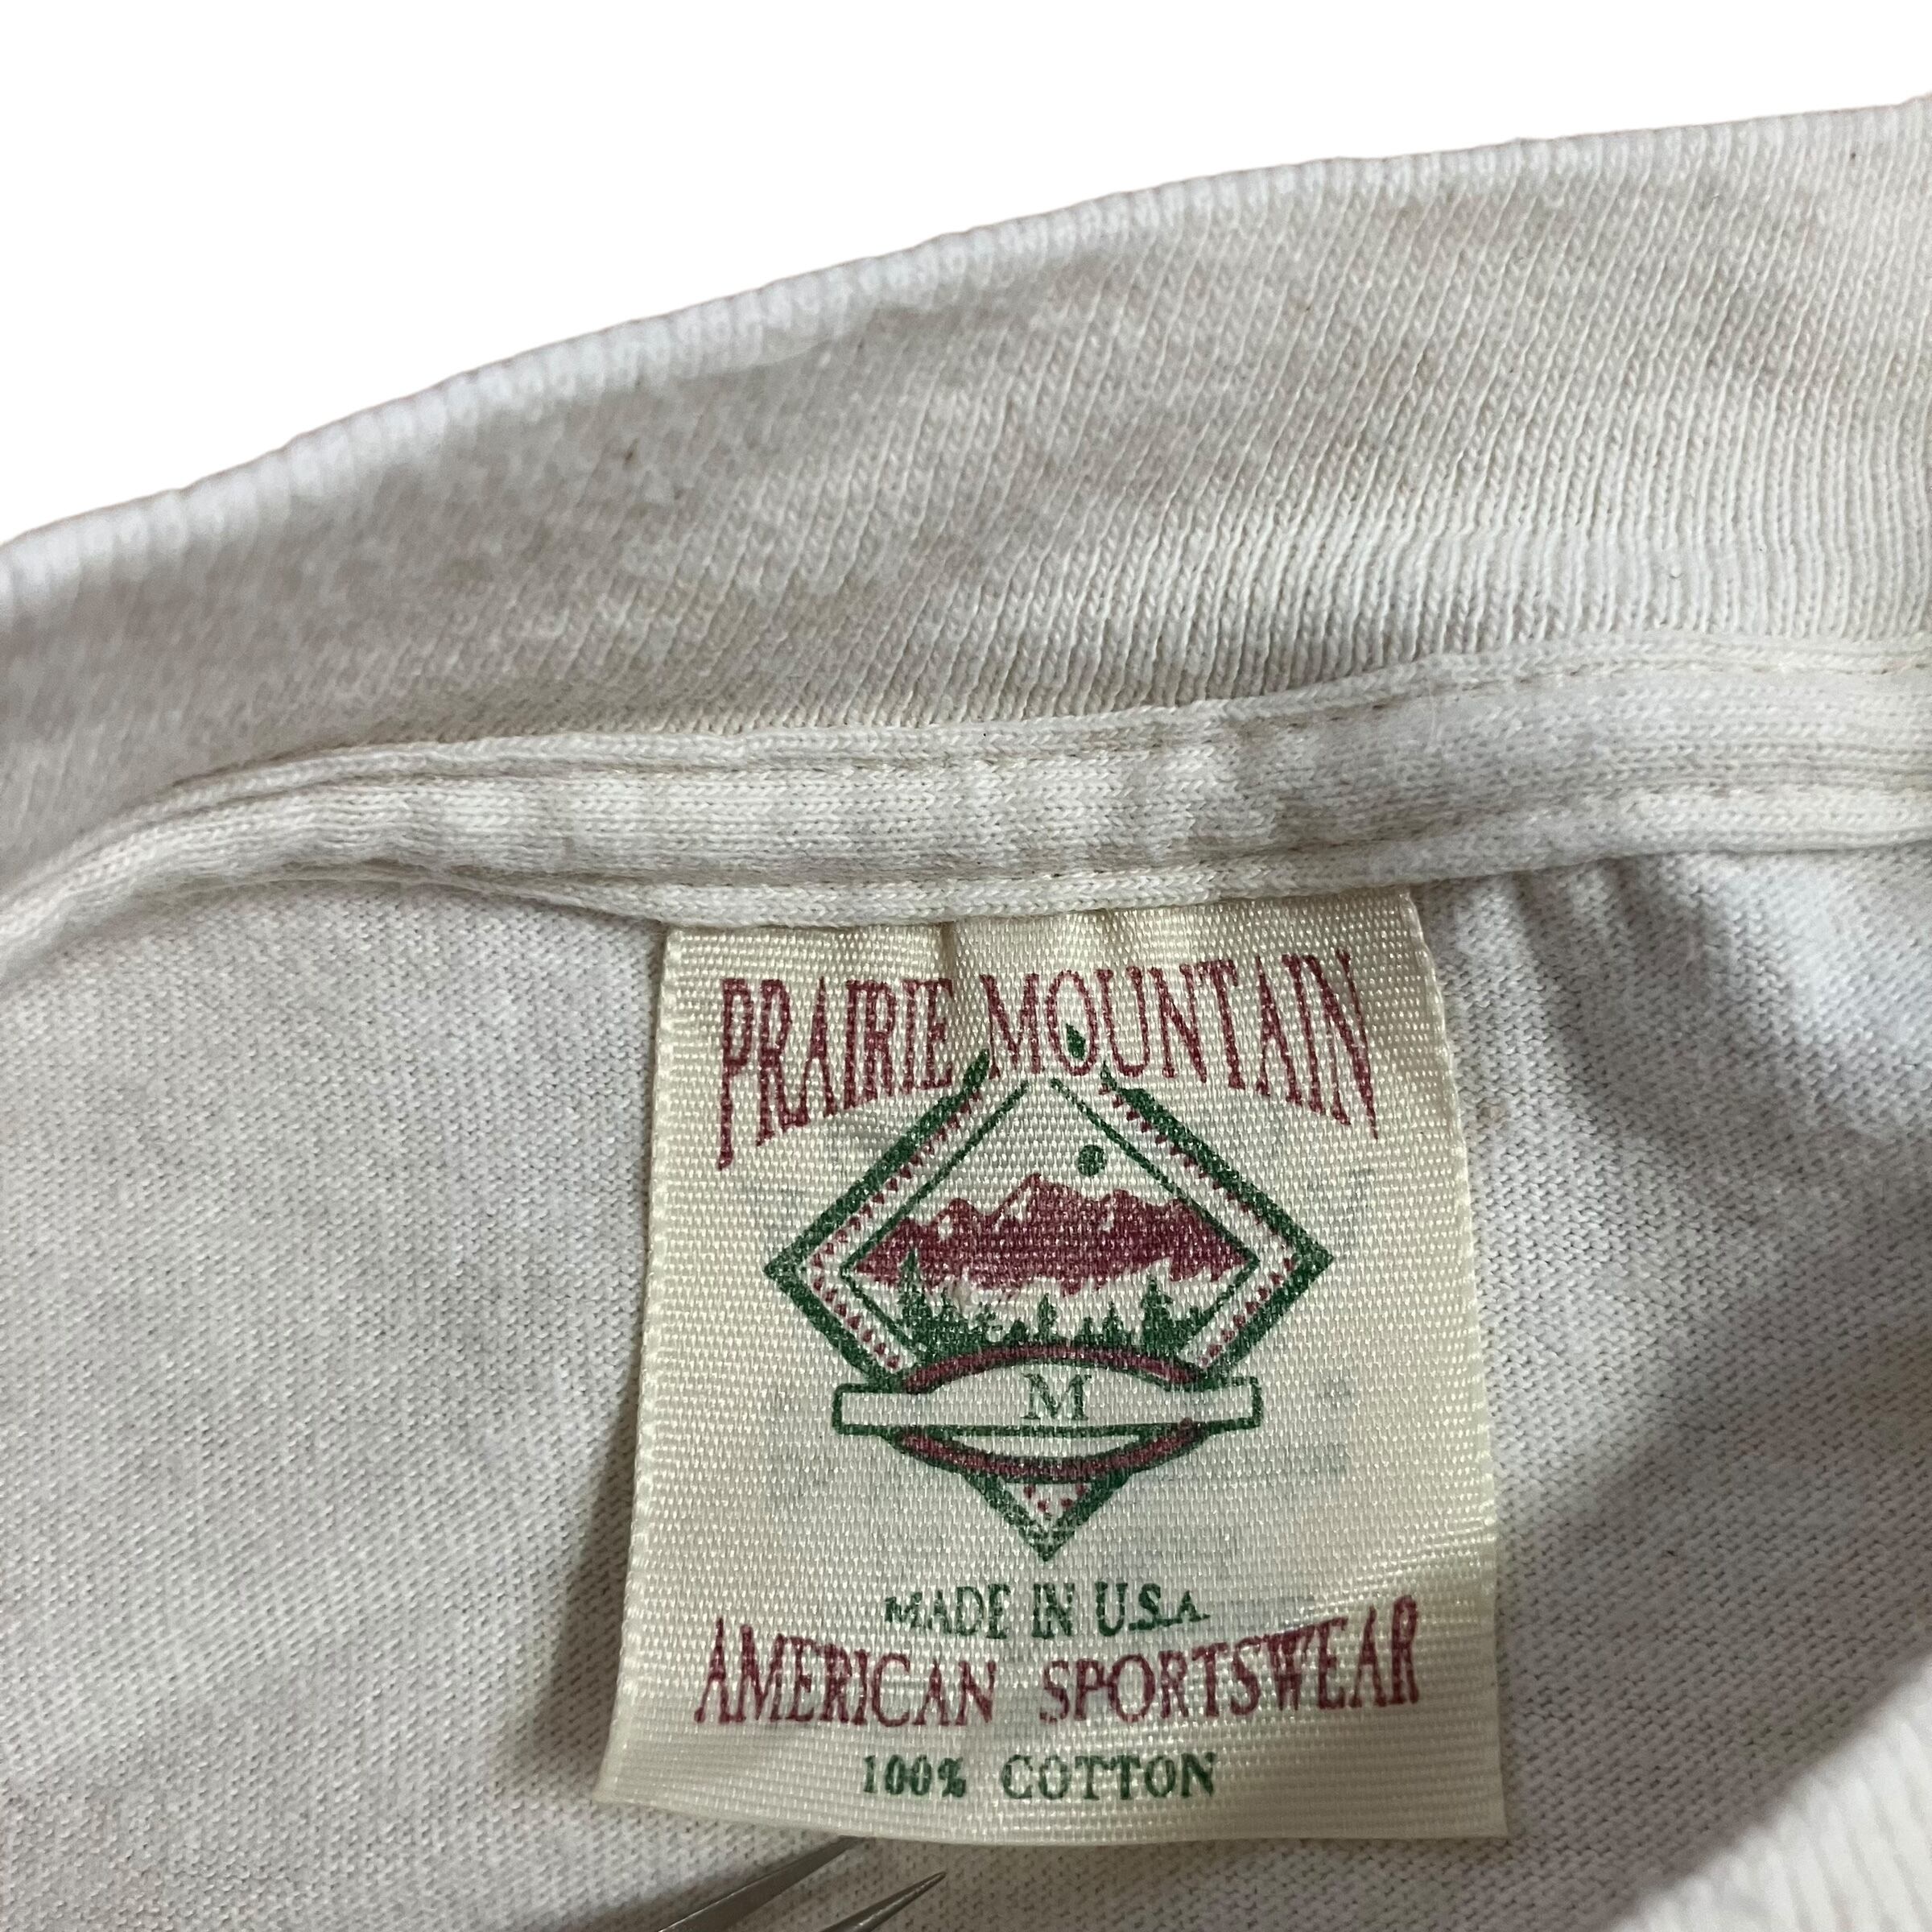 PRAIRIE MOUNTAIN
M
MADE IN U.S.A.
AMERICAN SPORTSWEAR
100% COTTON